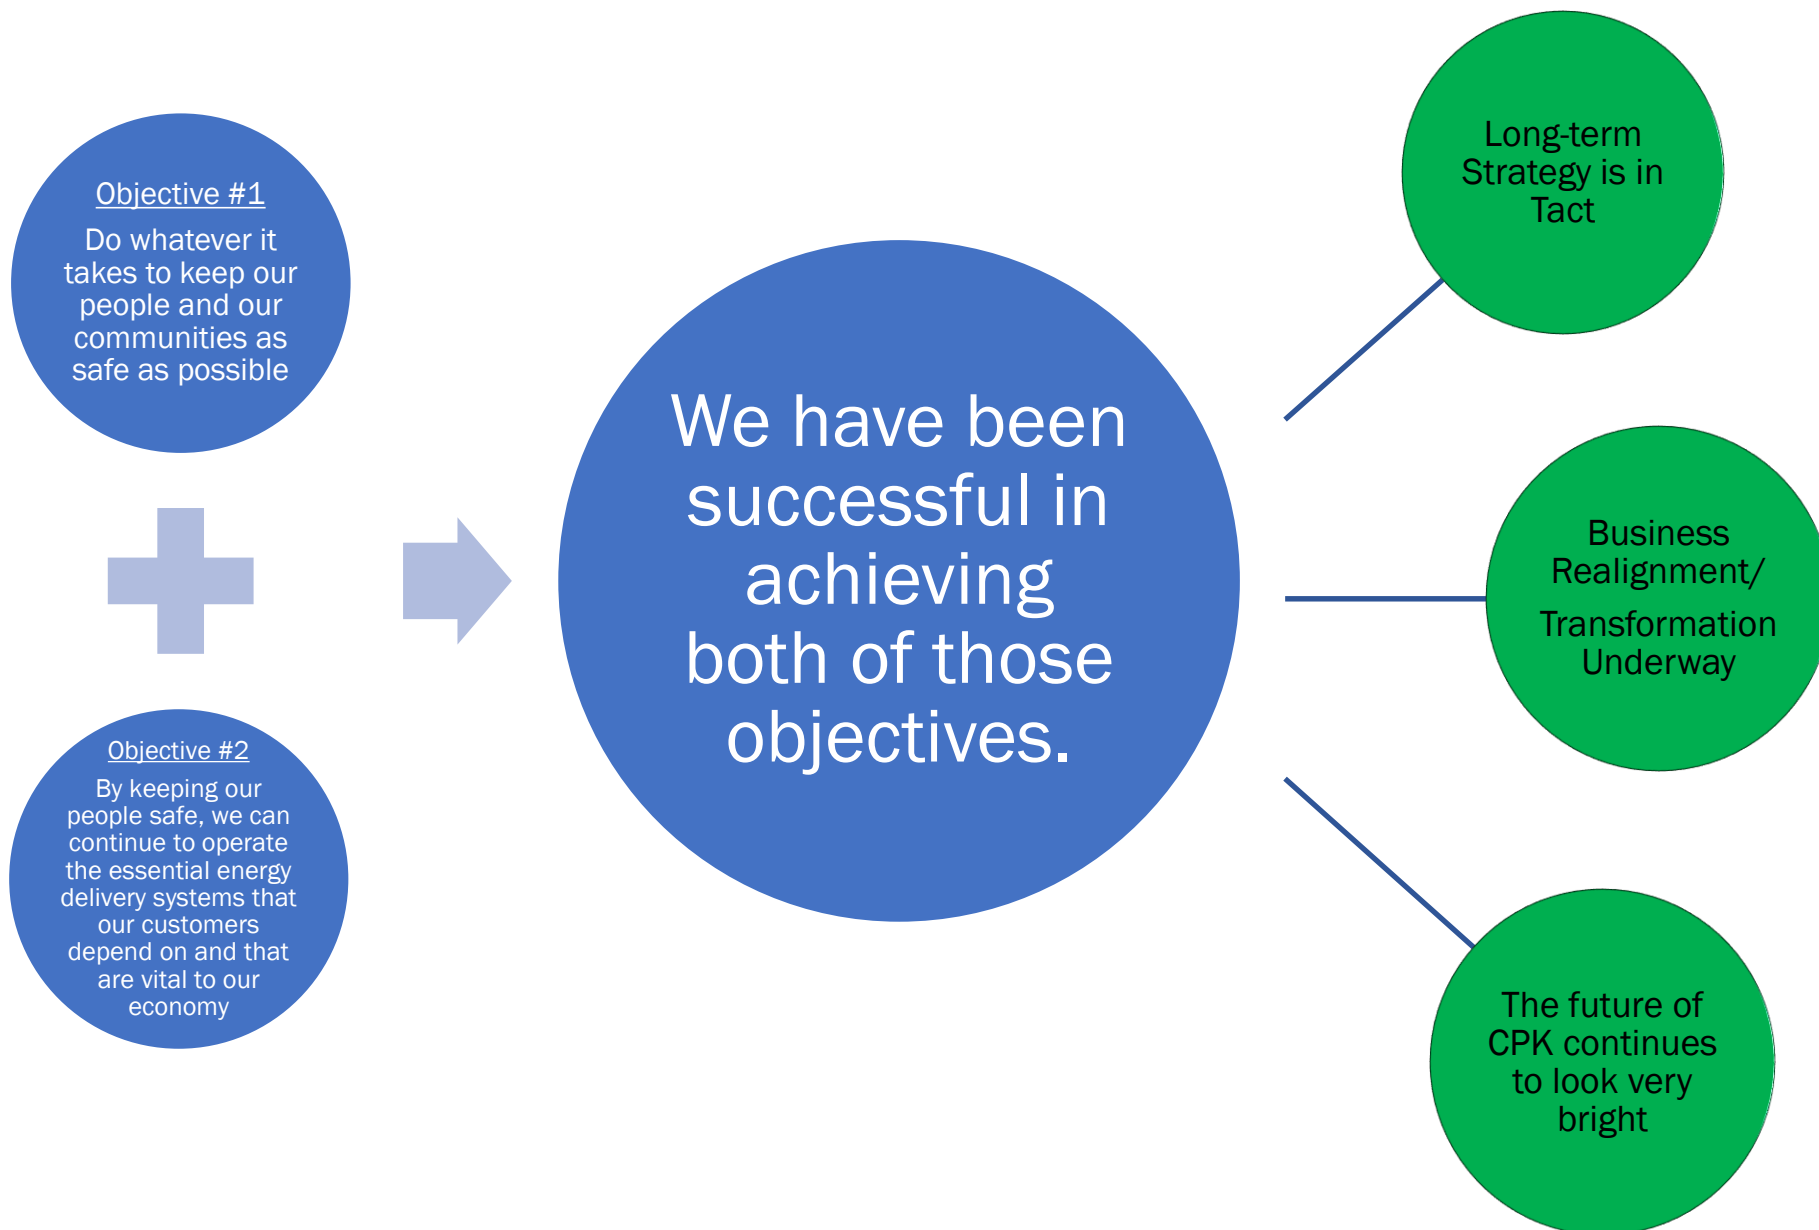 Objective #1
Do whatever it
takes to keep our
people and our
communities as
safe as possible
Objective #2
By keeping our
people safe, we can
continue to operate
the essential energy
delivery systems that
our customers
depend on and that
are vital to our
economy
We have been
successful in
achieving
both of those
objectives.
Long-term
Strategy is in
Tact
Business
Realignment/
Transformation
Underway
The future of
CPK continues
to look very
bright